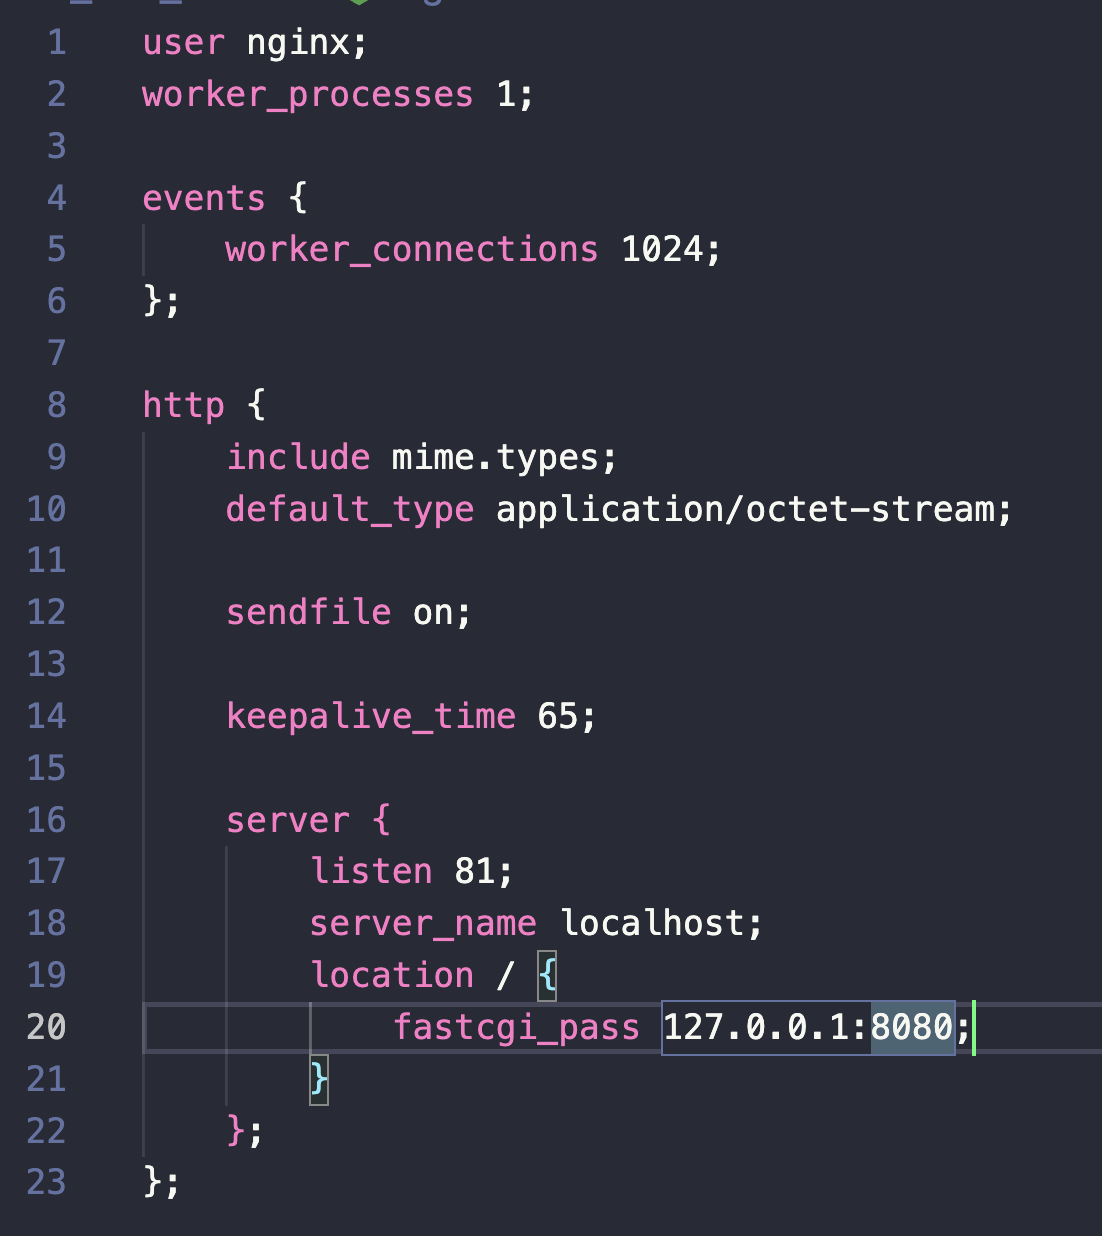 1 user nginx;
2 worker_processes 1;
3
4 events {
5 worker_connections 1024;
6 };
7
8 http {
9 include mime.types;
10 default_type application/octet-stream;
11
12 sendfile on;
13
14 keepalive_time 65;
15
16 server {
17 listen 81;
18 server_name localhost;
19 location / {
20 fastcgi_pass 127.0.0.1:8080;
21 }
22 };
23 };